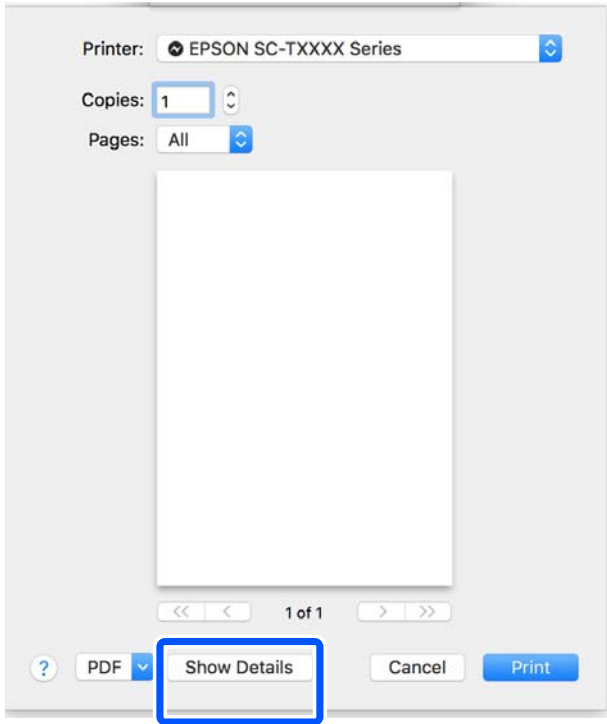 Printer: EPSON SC-TXXXX Series
Copies: 1
Pages: All
<< < 1 of 1 > >>
? PDF Show Details Cancel Print